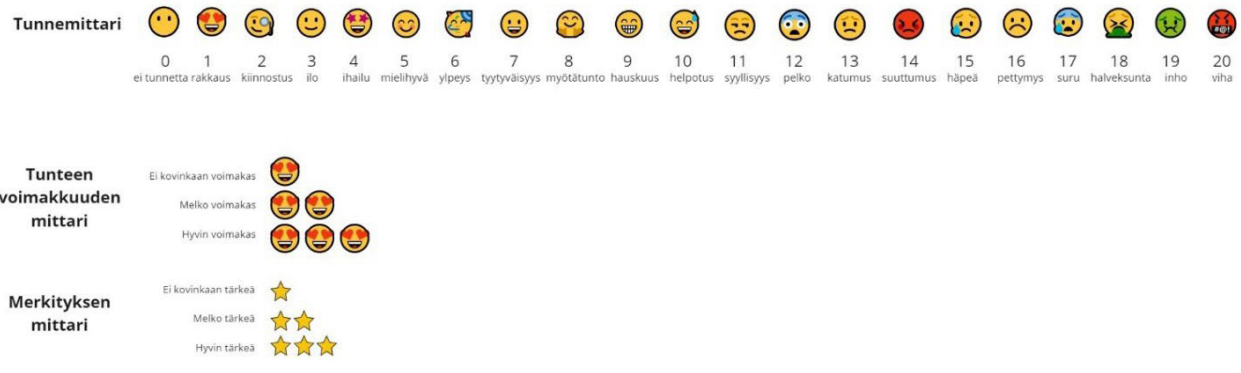 Tunnemittari
0 1 2 3 4 5 6 7 8 9 10 11 12 13 14 15 16 17 18 19 20
ei tunnetta rakkaus kiinnostus ilo ihailu mielihyvä ylpeys tyytyväisyys myötätunto hauskuus helpotus syyllisyys pelko katumus suuttumus häpeä pettymys suru halveksunta inho viha
Tunteen
voimakkuuden
mittari
Ei kovinkaan voimakas
Melko voimakas
Hyvin voimakas
Merkityksen
mittari
Ei kovinkaan tärkeä
Melko tärkeä
Hyvin tärkeä